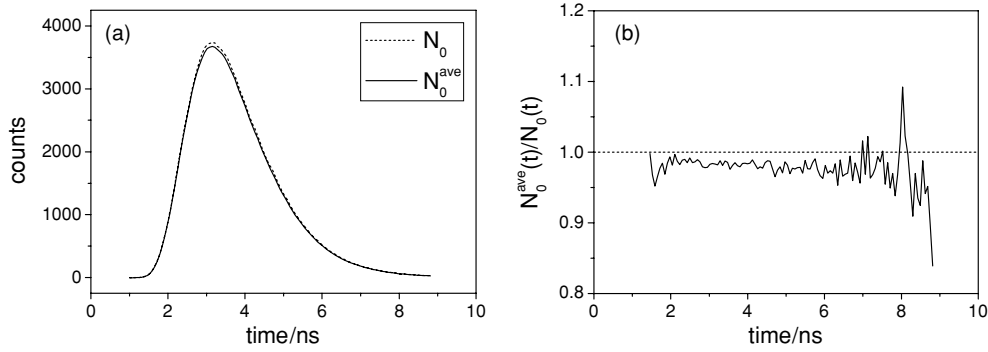 (a)
N₀
N₀ᵃᵛᵉ
counts
4000
3000
2000
1000
0
0 2 4 6 8 10
time/ns
(b)
N₀ᵃᵛᵉ(t)/N₀(t)
1.2
1.1
1.0
0.9
0.8
0 2 4 6 8 10
time/ns